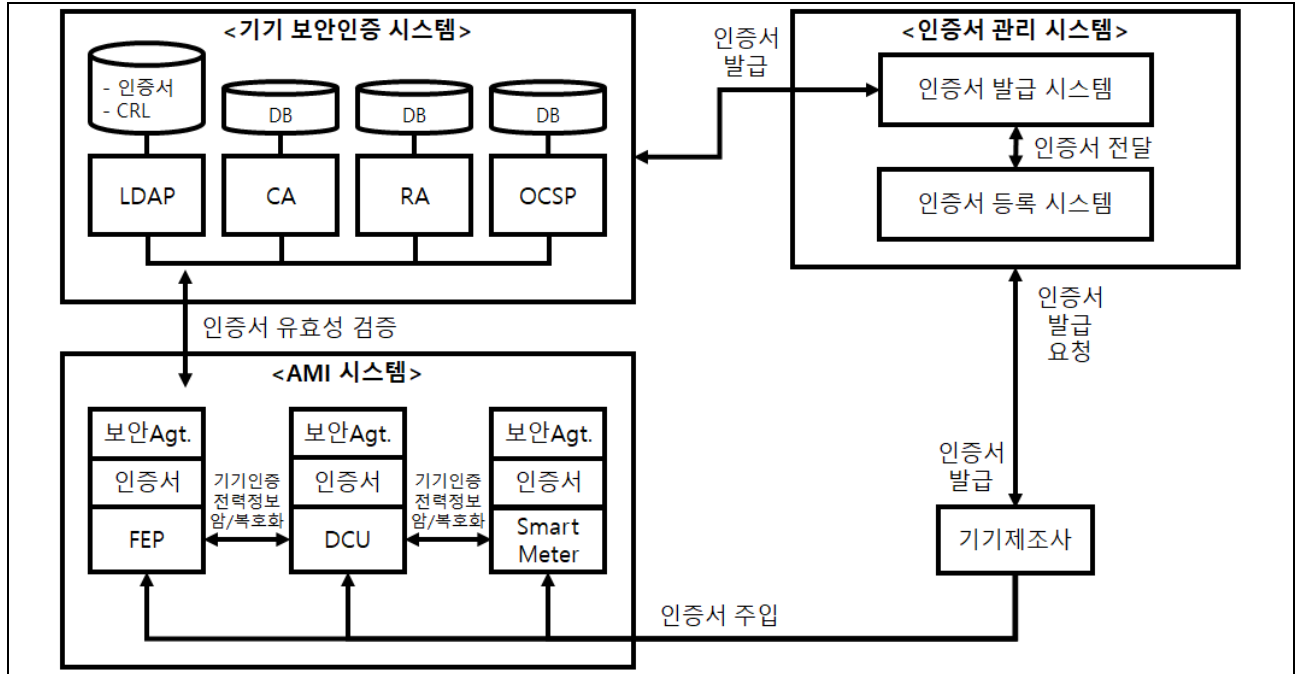 <기기 보안인증 시스템>
- 인증서
- CRL
DB
DB
DB
LDAP
CA
RA
OCSP
인증서
발급
<인증서 관리 시스템>
인증서 발급 시스템
인증서 전달
인증서 등록 시스템
인증서 유효성 검증
인증서
발급
요청
<AMI 시스템>
보안Agt.
인증서
FEP
기기인증
전력정보
암/복호화
보안Agt.
인증서
DCU
기기인증
전력정보
암/복호화
보안Agt.
인증서
Smart
Meter
인증서
발급
기기제조사
인증서 주입